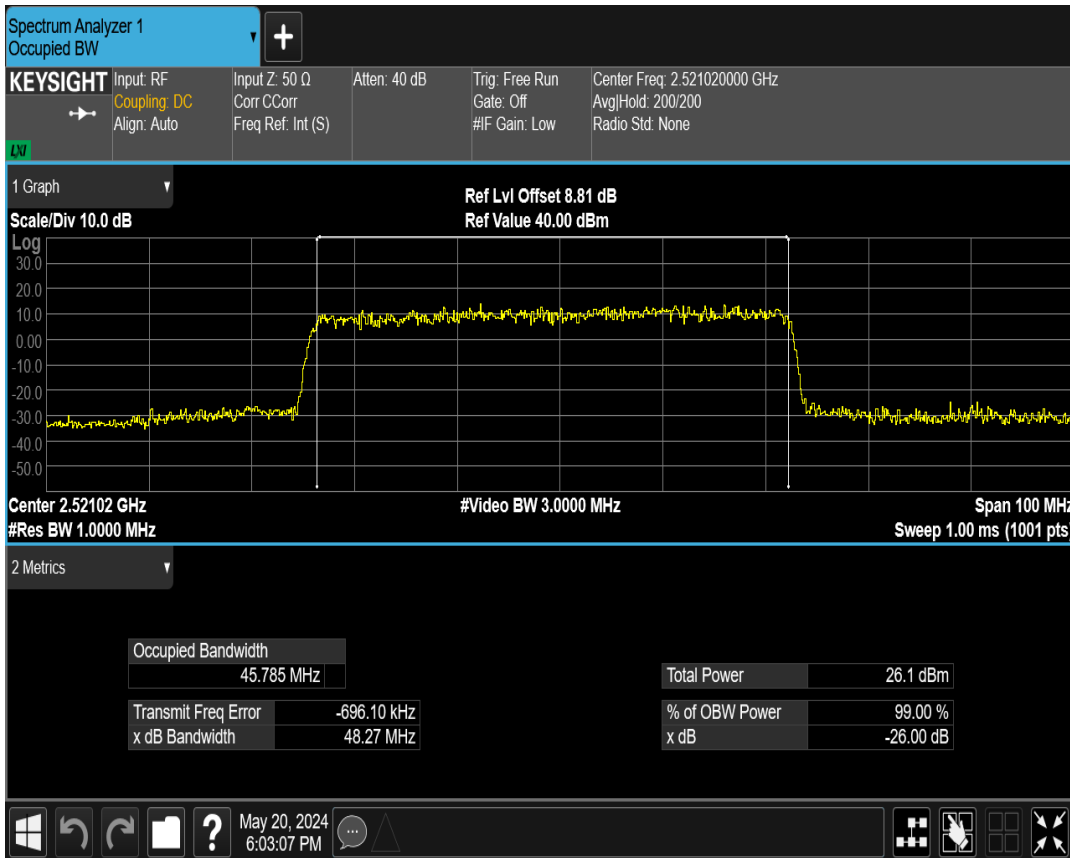 Spectrum Analyzer 1
Occupied BW
+
KEYSIGHT
LXI
Input: RF
Coupling: DC
Align: Auto
Input Z: 50 Ω
Corr CCorr
Freq Ref: Int (S)
Atten: 40 dB
Trig: Free Run
Gate: Off
#IF Gain: Low
Center Freq: 2.521020000 GHz
Avg|Hold: 200/200
Radio Std: None
1 Graph
Scale/Div 10.0 dB
Ref Lvl Offset 8.81 dB
Ref Value 40.00 dBm
Log
30.0
20.0
10.0
0.00
-10.0
-20.0
-30.0
-40.0
-50.0
Center 2.52102 GHz
#Video BW 3.0000 MHz
Span 100 MHz
#Res BW 1.0000 MHz
Sweep 1.00 ms (1001 pts)
2 Metrics
Occupied Bandwidth
45.785 MHz
Total Power 26.1 dBm
Transmit Freq Error -696.10 kHz
% of OBW Power 99.00 %
x dB Bandwidth 48.27 MHz
x dB -26.00 dB
?
May 20, 2024
6:03:07 PM